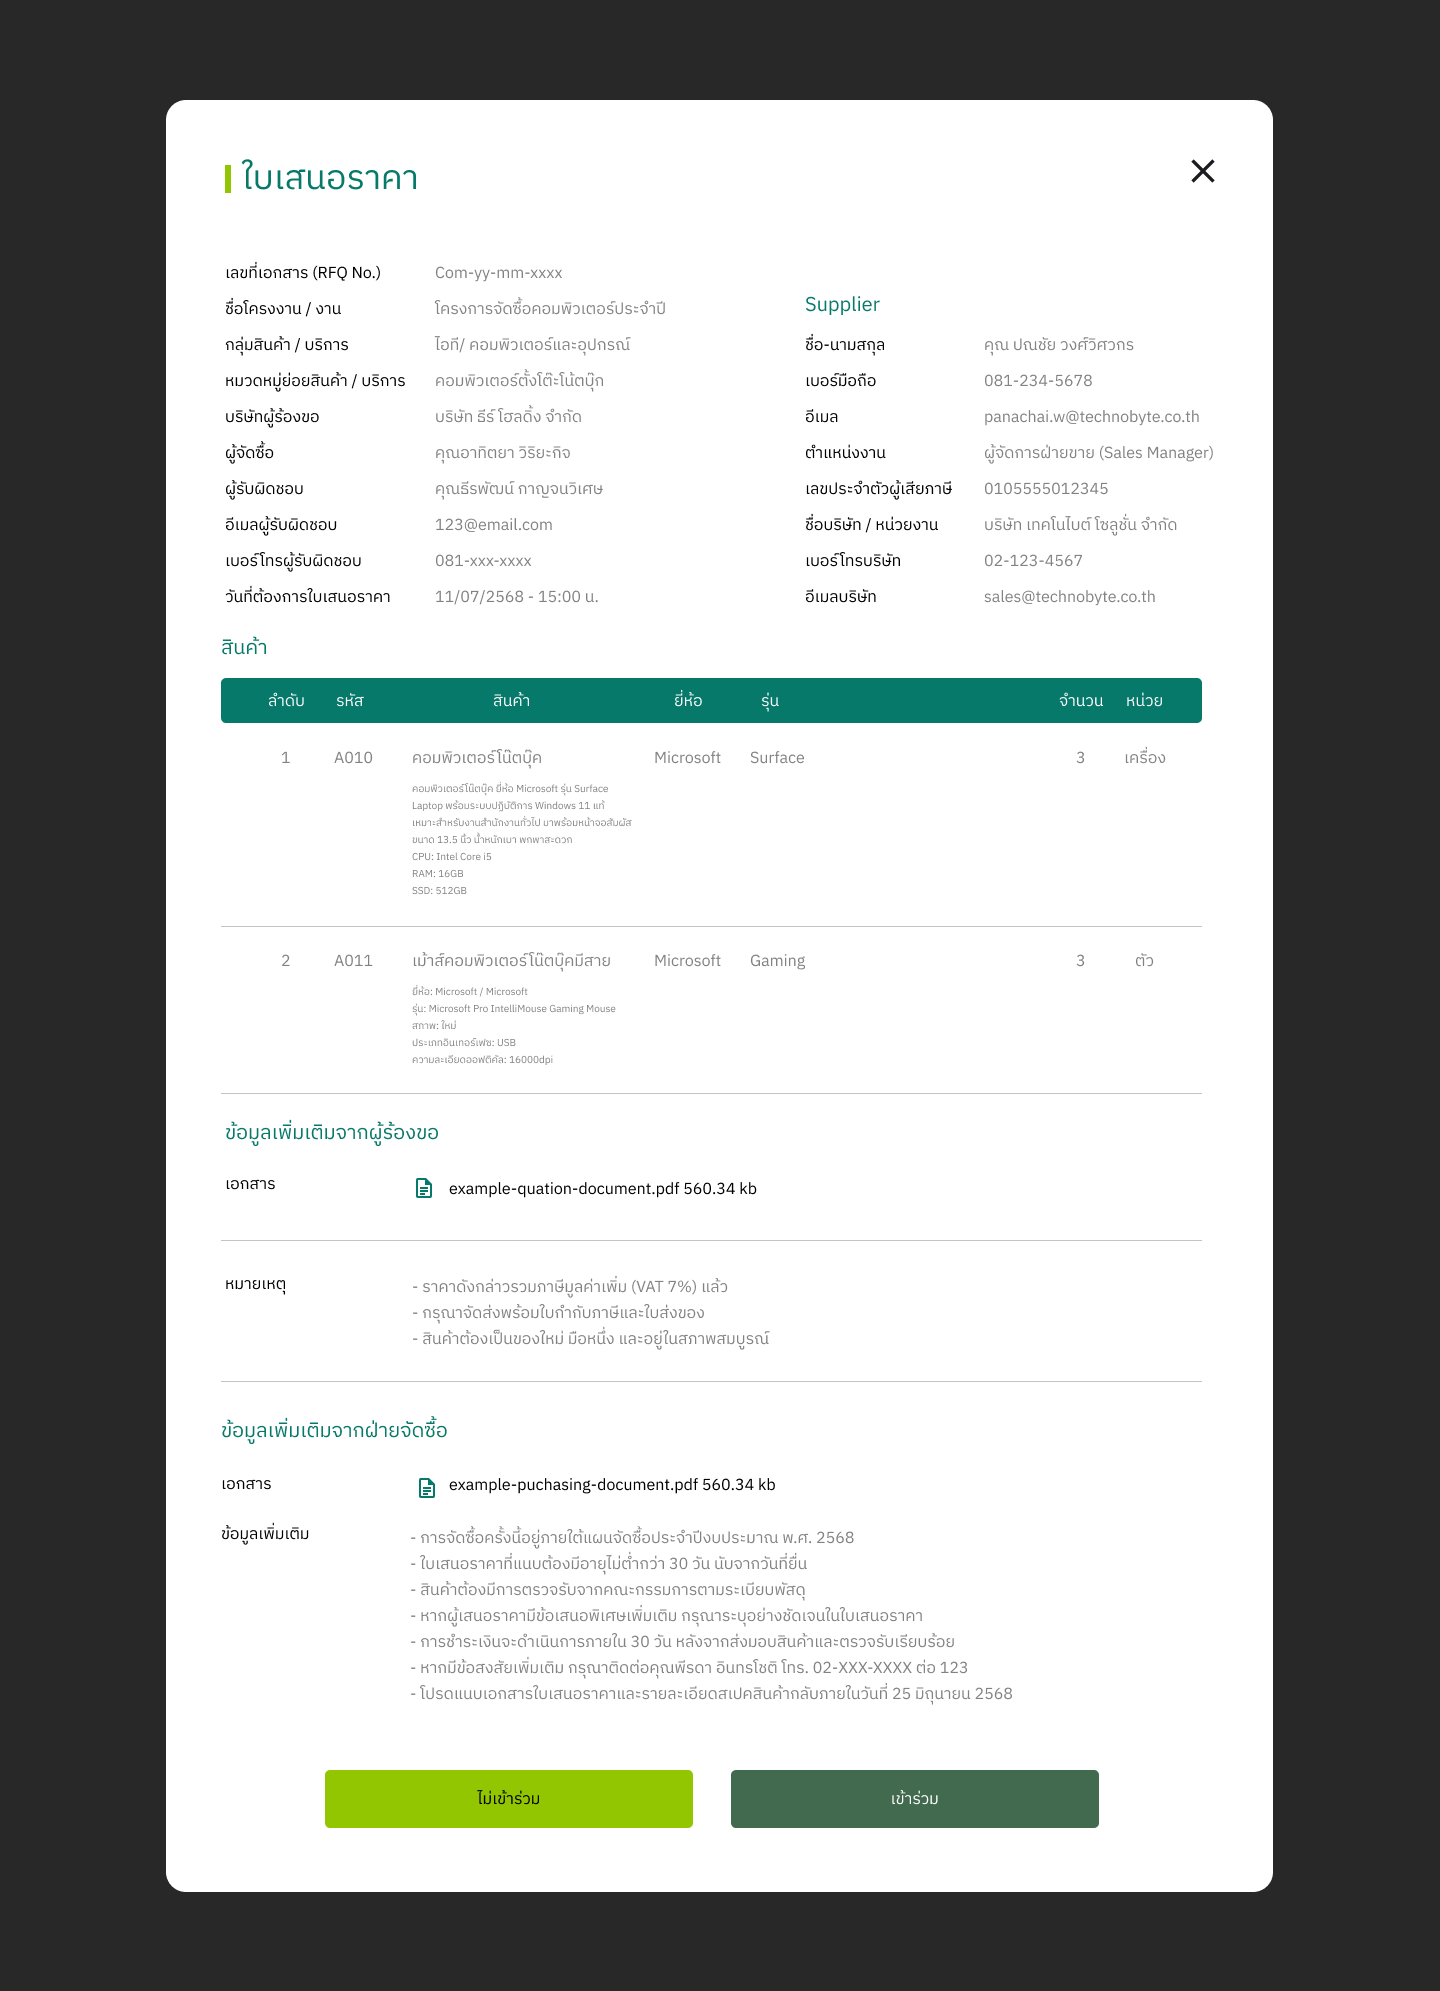 ใบเสนอราคา
เลขที่เอกสาร (RFQ No.) Com-yy-mm-xxxx
ชื่อโครงงาน / งาน โครงการจัดซื้อคอมพิวเตอร์ประจำปี
กลุ่มสินค้า / บริการ ไอที/ คอมพิวเตอร์และอุปกรณ์
หมวดหมู่ย่อยสินค้า / บริการ คอมพิวเตอร์ตั้งโต๊ะโน้ตบุ๊ก
บริษัทผู้ร้องขอ บริษัท ธีร์ โฮลดิ้ง จำกัด
ผู้จัดซื้อ คุณอาทิตยา วิริยะกิจ
ผู้รับผิดชอบ คุณธีรพัฒน์ กาญจนวิเศษ
อีเมลผู้รับผิดชอบ 123@email.com
เบอร์โทรผู้รับผิดชอบ 081-xxx-xxxx
วันที่ต้องการใบเสนอราคา 11/07/2568 - 15:00 น.
Supplier
ชื่อ-นามสกุล คุณ ปณชัย วงศ์วิศวกร
เบอร์มือถือ 081-234-5678
อีเมล panachai.w@technobyte.co.th
ตำแหน่งงาน ผู้จัดการฝ่ายขาย (Sales Manager)
เลขประจำตัวผู้เสียภาษี 0105555012345
ชื่อบริษัท / หน่วยงาน บริษัท เทคโนไบต์ โซลูชั่น จำกัด
เบอร์โทรบริษัท 02-123-4567
อีเมลบริษัท sales@technobyte.co.th
สินค้า
ลำดับ รหัส สินค้า ยี่ห้อ รุ่น จำนวน หน่วย
1 A010 คอมพิวเตอร์โน๊ตบุ๊ค Microsoft Surface 3 เครื่อง
คอมพิวเตอร์โน๊ตบุ๊ค ยี่ห้อ Microsoft รุ่น Surface
Laptop พร้อมระบบปฏิบัติการ Windows 11 แท้
เหมาะสำหรับงานสำนักงานทั่วไป มาพร้อมหน้าจอสัมผัส
ขนาด 13.5 นิ้ว น้ำหนักเบา พกพาสะดวก
CPU: Intel Core i5
RAM: 16GB
SSD: 512GB
2 A011 เม้าส์คอมพิวเตอร์โน๊ตบุ๊คมีสาย Microsoft Gaming 3 ตัว
ยี่ห้อ: Microsoft / Microsoft
รุ่น: Microsoft Pro IntelliMouse Gaming Mouse
สภาพ: ใหม่
ประเภทอินเทอร์เฟซ: USB
ความละเอียดออฟติคัล: 16000dpi
ข้อมูลเพิ่มเติมจากผู้ร้องขอ
เอกสาร example-quation-document.pdf 560.34 kb
หมายเหตุ - ราคาดังกล่าวรวมภาษีมูลค่าเพิ่ม (VAT 7%) แล้ว
- กรุณาจัดส่งพร้อมใบกำกับภาษีและใบส่งของ
- สินค้าต้องเป็นของใหม่ มือหนึ่ง และอยู่ในสภาพสมบูรณ์
ข้อมูลเพิ่มเติมจากฝ่ายจัดซื้อ
เอกสาร example-puchasing-document.pdf 560.34 kb
ข้อมูลเพิ่มเติม - การจัดซื้อครั้งนี้อยู่ภายใต้แผนจัดซื้อประจำปีงบประมาณ พ.ศ. 2568
- ใบเสนอราคาที่แนบต้องมีอายุไม่ต่ำกว่า 30 วัน นับจากวันที่ยื่น
- สินค้าต้องมีการตรวจรับจากคณะกรรมการตามระเบียบพัสดุ
- หากผู้เสนอราคามีข้อเสนอพิเศษเพิ่มเติม กรุณาระบุอย่างชัดเจนในใบเสนอราคา
- การชำระเงินจะดำเนินการภายใน 30 วัน หลังจากส่งมอบสินค้าและตรวจรับเรียบร้อย
- หากมีข้อสงสัยเพิ่มเติม กรุณาติดต่อคุณพีรดา อินทรโชติ โทร. 02-XXX-XXXX ต่อ 123
- โปรดแนบเอกสารใบเสนอราคาและรายละเอียดสเปคสินค้ากลับภายในวันที่ 25 มิถุนายน 2568
ไม่เข้าร่วม เข้าร่วม